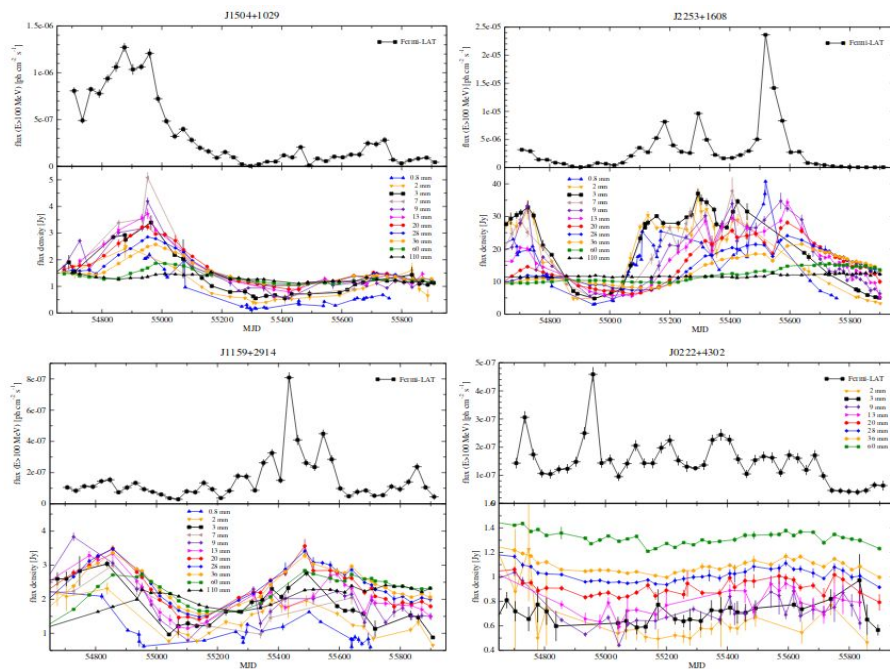 J1504+1029
1.5e-06
1e-06
5e-07
0
flux (E>100 MeV) [ph cm⁻² s⁻¹]
Fermi-LAT
5
4
3
2
1
0
flux density [Jy]
0.8 mm
2 mm
3 mm
7 mm
9 mm
13 mm
20 mm
28 mm
36 mm
60 mm
110 mm
54800 55000 55200 55400 55600 55800
MJD
J2253+1608
2.5e-05
2e-05
1.5e-05
1e-05
5e-06
0
flux (E>100 MeV) [ph cm⁻² s⁻¹]
Fermi-LAT
40
30
20
10
0
flux density [Jy]
0.8 mm
2 mm
3 mm
7 mm
9 mm
13 mm
20 mm
28 mm
36 mm
60 mm
110 mm
54800 55000 55200 55400 55600 55800
MJD
J1159+2914
8e-07
6e-07
4e-07
2e-07
0
flux (E>100 MeV) [ph cm⁻² s⁻¹]
Fermi-LAT
4
3
2
1
flux density [Jy]
0.8 mm
2 mm
3 mm
7 mm
9 mm
13 mm
20 mm
28 mm
36 mm
60 mm
110 mm
54800 55000 55200 55400 55600 55800
MJD
J0222+4302
5e-07
4e-07
3e-07
2e-07
1e-07
flux (E>100 MeV) [ph cm⁻² s⁻¹]
Fermi-LAT
2 mm
3 mm
9 mm
13 mm
20 mm
28 mm
36 mm
60 mm
1.4
1.2
1
0.8
0.6
0.4
flux density [Jy]
54800 55000 55200 55400 55600 55800
MJD